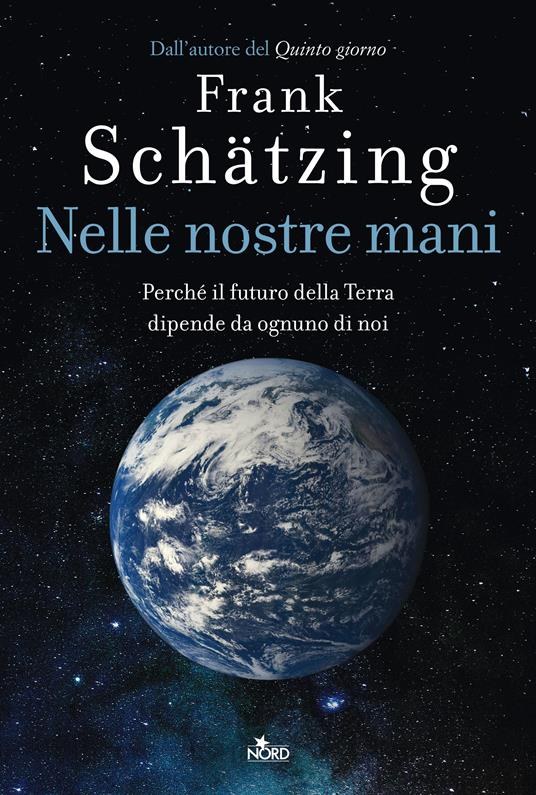 Dall'autore del Quinto giorno
Frank
Schätzing
Nelle nostre mani
Perché il futuro della Terra
dipende da ognuno di noi
NORD